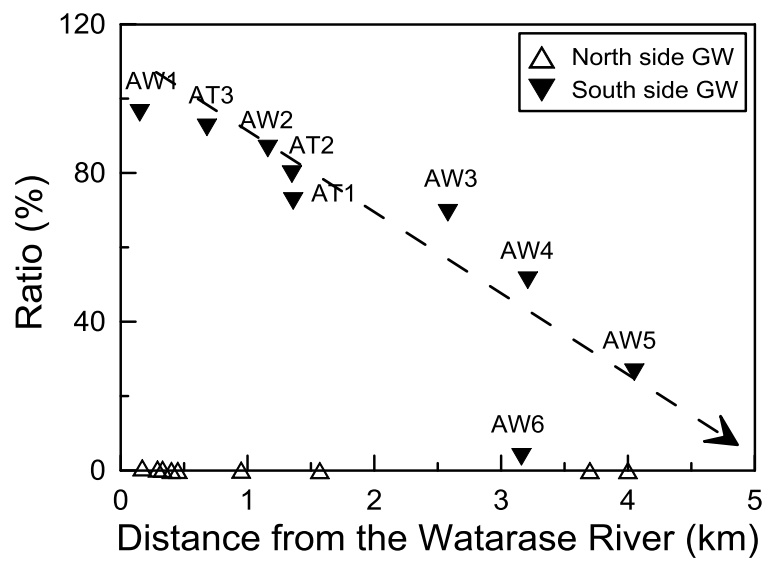 120
North side GW
South side GW
AW1
AT3
AW2
AT2
80
AT1
AW3
AW4
Ratio (%)
40
AW5
AW6
0
0 1 2 3 4 5
Distance from the Watarase River (km)